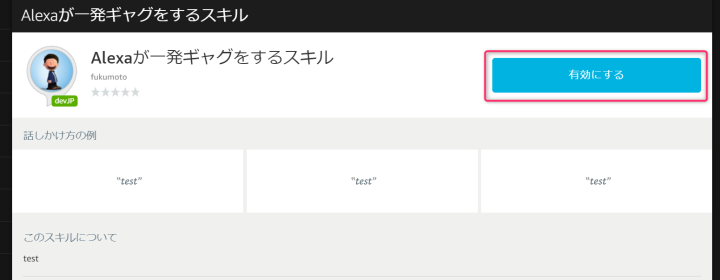 Alexaが一発ギャグをするスキル
Alexaが一発ギャグをするスキル
fukumoto
devJP
有効にする
話しかけ方の例
"test"
"test"
"test"
このスキルについて
test